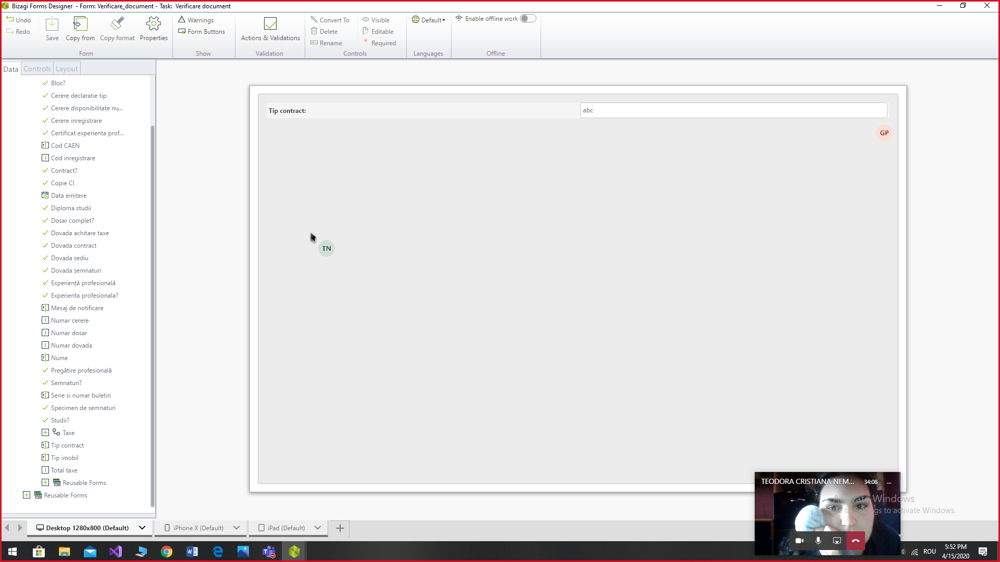 Bizagi Forms Designer - Form: Verificare_document - Task: Verificare document
Undo
Redo
Save
Copy from
Copy format
Properties
Form
Warnings
Form Buttons
Show
Actions & Validations
Validation
Convert To
Delete
Rename
Visible
Editable
Required
Controls
Default
Languages
Enable offline work
Offline
Data
Controls
Layout
Bloc?
Cerere declaratie tip
Cerere disponibilitate nu...
Cerere inregistrare
Certificat experienta prof...
Cod CAEN
Cod inregistrare
Contract?
Copie CI
Data emitere
Diploma studii
Dosar complet?
Dovada achitare taxe
Dovada contract
Dovada sediu
Dovada semnaturi
Experiență profesională
Experienta profesionala?
Mesaj de notificare
Numar cerere
Numar dosar
Numar dovada
Nume
Pregătire profesională
Semnaturi?
Serie si numar buletin
Specimen de semnaturi
Studii?
Taxe
Tip contract
Tip imobil
Total taxe
Reusable Forms
Reusable Forms
Tip contract:
abc
GP
TN
TEODORA CRISTIANA NEM...
34:08
Activate Windows
Go to Settings to activate Windows.
Desktop 1280x800 (Default)
iPhone X (Default)
iPad (Default)
ROU
5:52 PM
4/15/2020